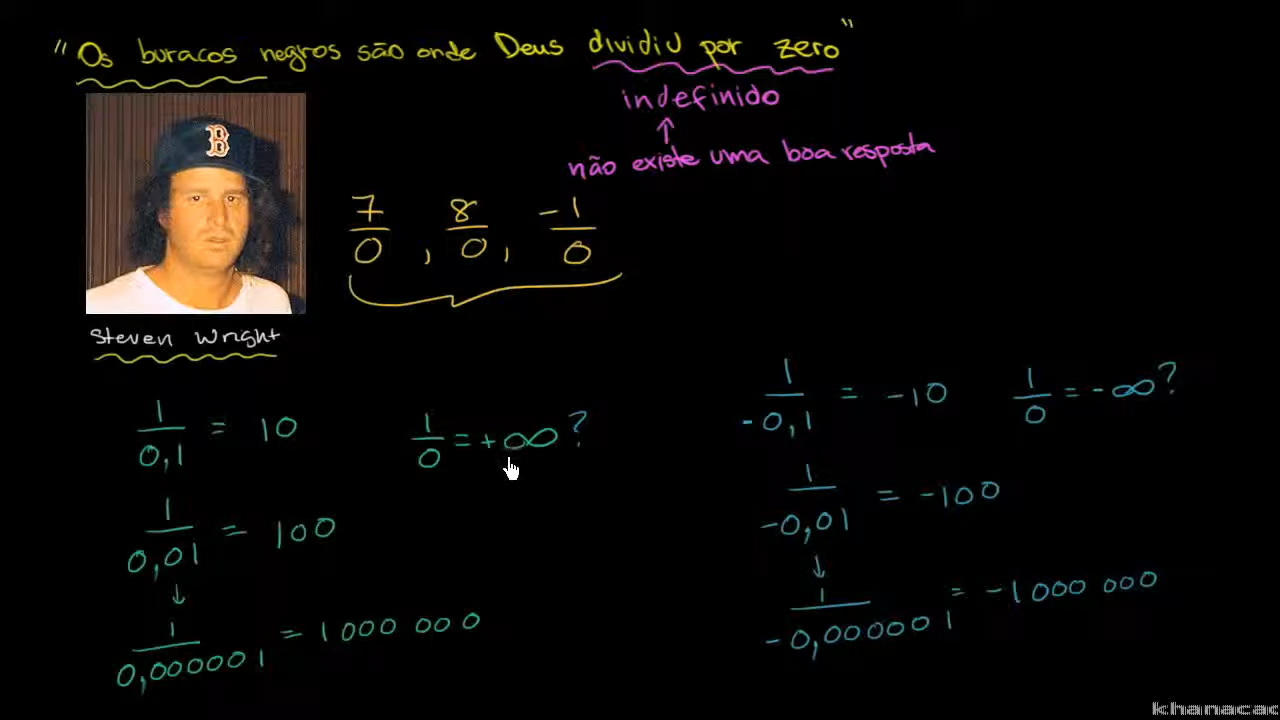 "Os buracos negros são onde Deus dividiu por zero"
indefinido
↑
não existe uma boa resposta
B
7/0 , 8/0, -1/0
Steven Wright
1/0,1 = 10
1/0 = +∞?
1/0,01 = 100
↓
1/0,000001 = 1 000 000
1/-0,1 = -10
1/0 = -∞?
1/-0,01 = -100
↓
1/-0,000001 = -1 000 000